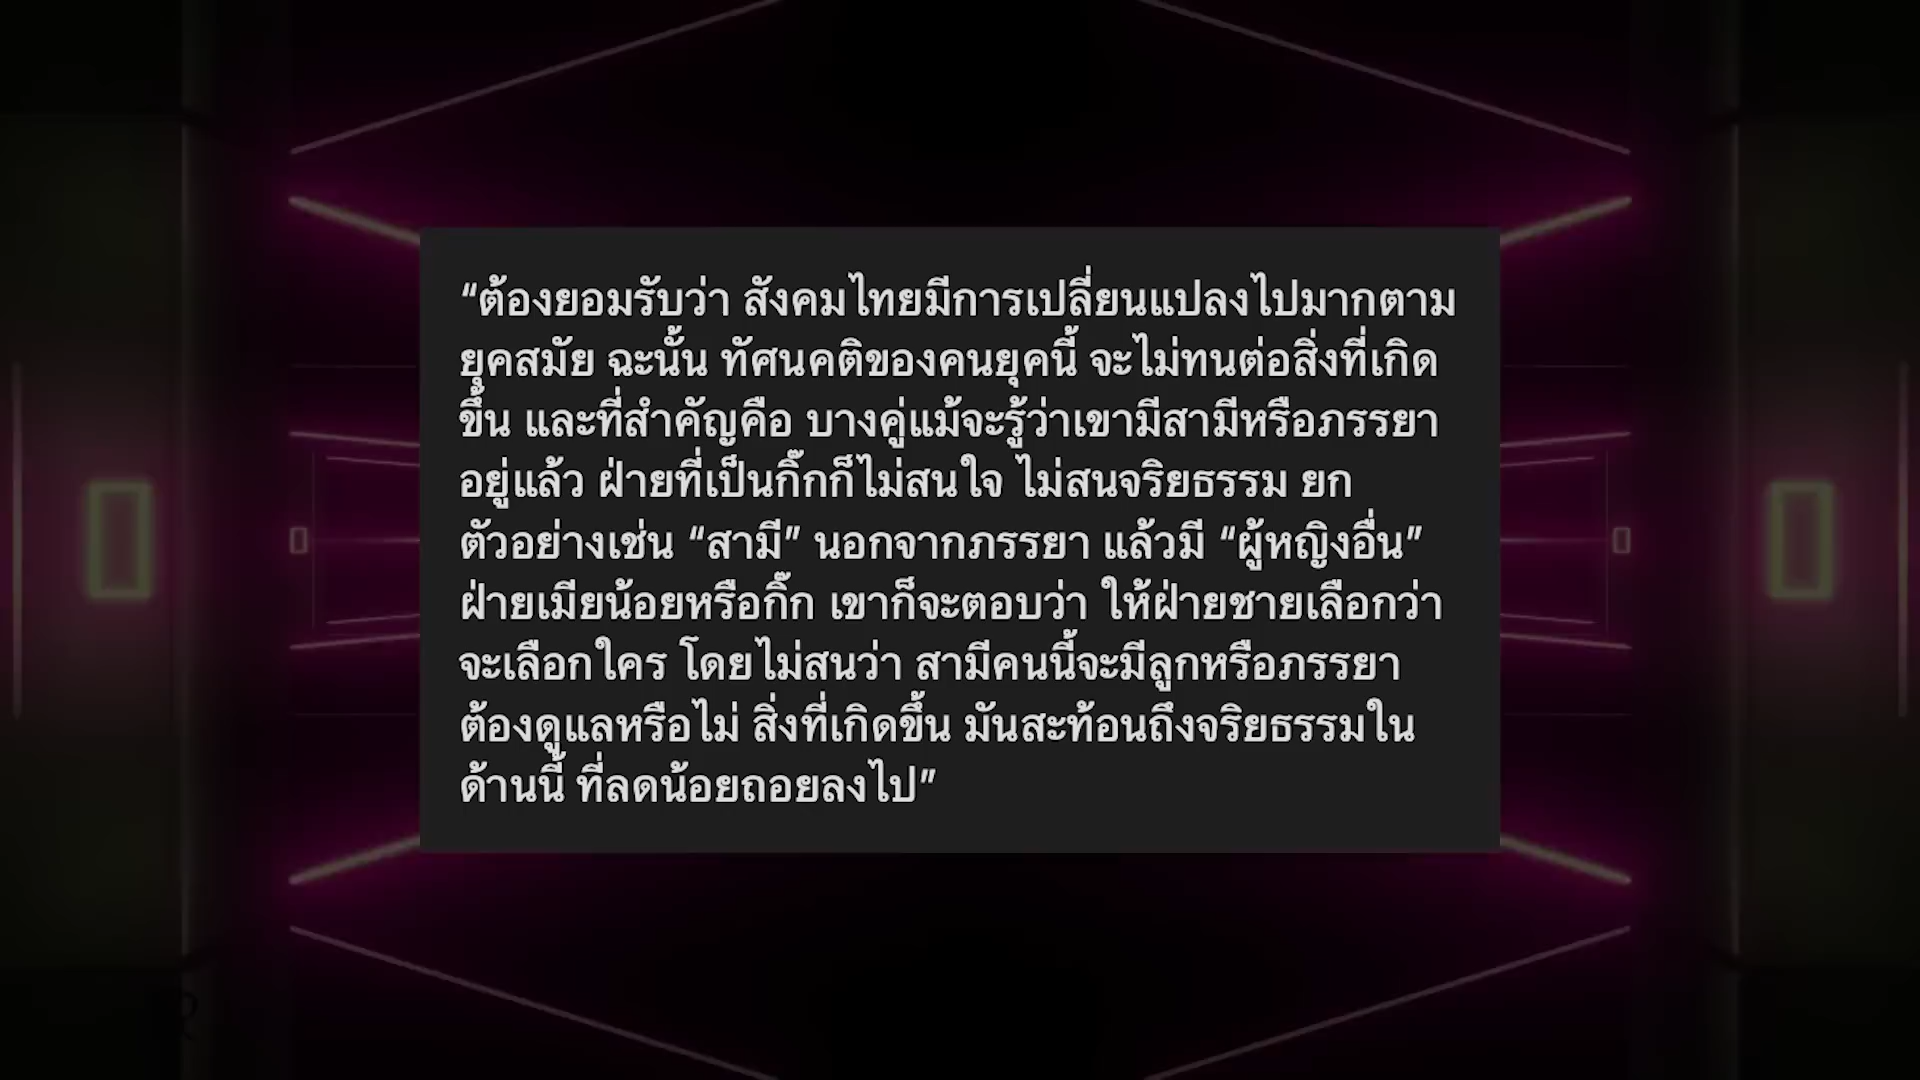 “ต้องยอมรับว่า สังคมไทยมีการเปลี่ยนแปลงไปมากตาม
ยุคสมัย ฉะนั้น ทัศนคติของคนยุคนี้ จะไม่ทนต่อสิ่งที่เกิด
ขึ้น และที่สำคัญคือ บางคู่แม้จะรู้ว่าเขามีสามีหรือภรรยา
อยู่แล้ว ฝ่ายที่เป็นกิ๊กก็ไม่สนใจ ไม่สนจริยธรรม ยก
ตัวอย่างเช่น “สามี” นอกจากภรรยา แล้วมี “ผู้หญิงอื่น”
ฝ่ายเมียน้อยหรือกิ๊ก เขาก็จะตอบว่า ให้ฝ่ายชายเลือกว่า
จะเลือกใคร โดยไม่สนว่า สามีคนนี้จะมีลูกหรือภรรยา
ต้องดูแลหรือไม่ สิ่งที่เกิดขึ้น มันสะท้อนถึงจริยธรรมใน
ด้านนี้ ที่ลดน้อยถอยลงไป”